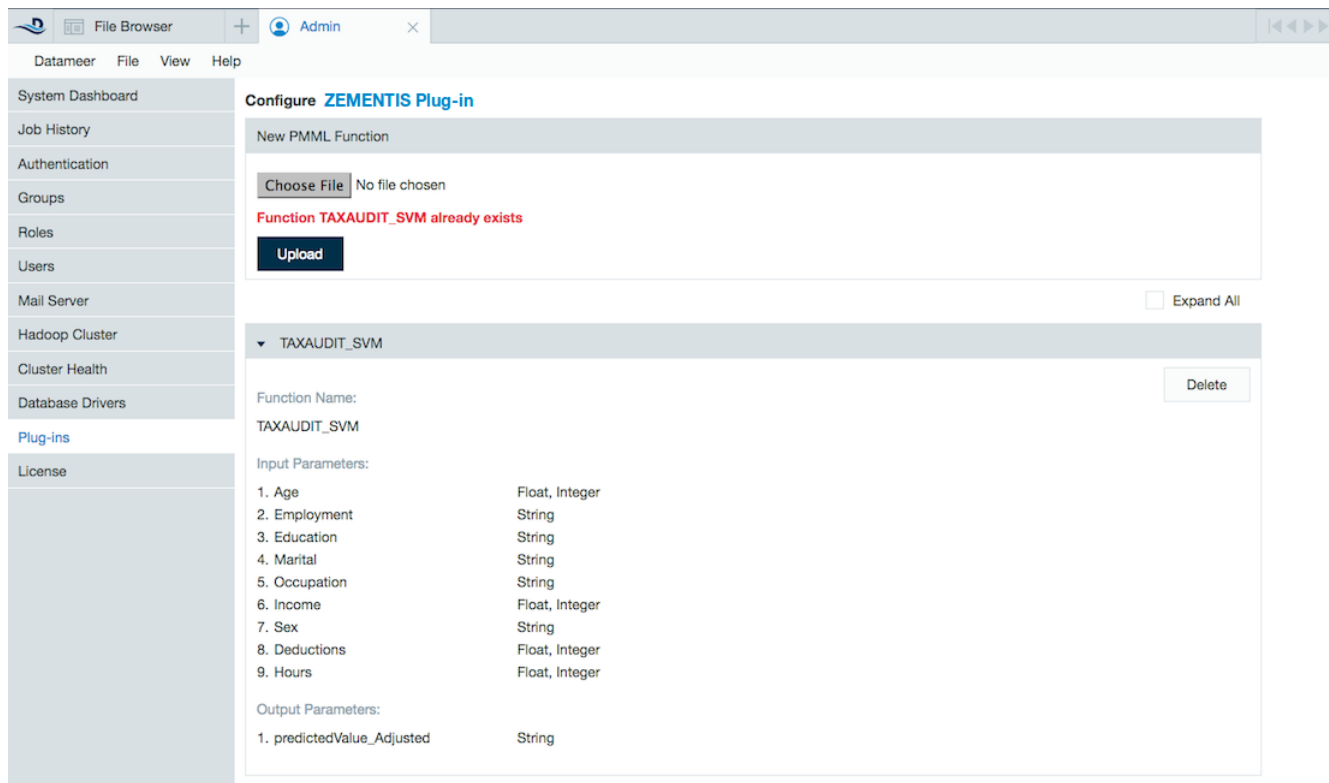 File Browser
Admin
Datameer File View Help
System Dashboard
Job History
Authentication
Groups
Roles
Users
Mail Server
Hadoop Cluster
Cluster Health
Database Drivers
Plug-ins
License
Configure ZEMENTIS Plug-in
New PMML Function
Choose File No file chosen
Function TAXAUDIT_SVM already exists
Upload
Expand All
TAXAUDIT_SVM
Delete
Function Name:
TAXAUDIT_SVM
Input Parameters:
1. Age Float, Integer
2. Employment String
3. Education String
4. Marital String
5. Occupation String
6. Income Float, Integer
7. Sex String
8. Deductions Float, Integer
9. Hours Float, Integer
Output Parameters:
1. predictedValue_Adjusted String